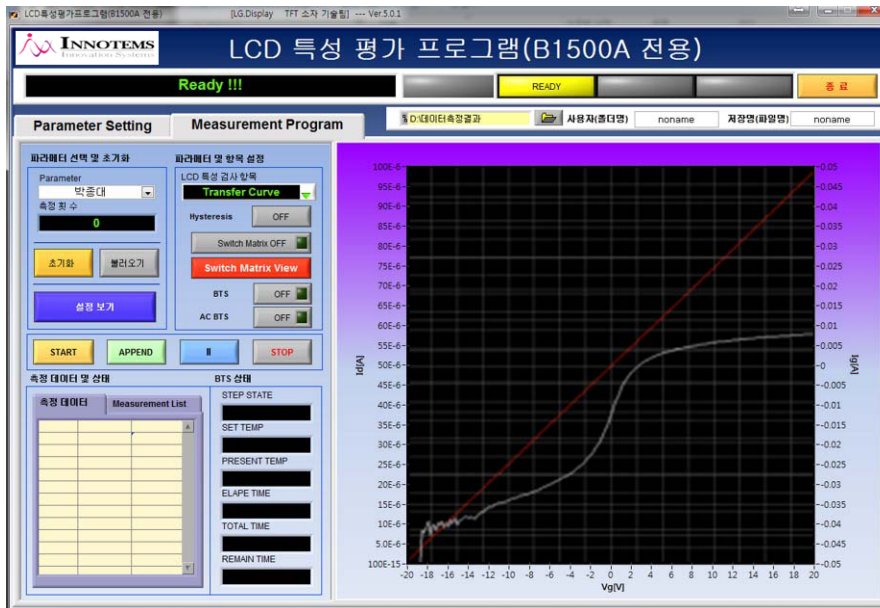 LCD특성평가프로그램(B1500A 전용) [LG.Display TFT 소자 기술팀] --- Ver.5.0.1
INNOTEMS
Innovation Systems
LCD 특성 평가 프로그램(B1500A 전용)
Ready !!!
READY
종 료
Parameter Setting
Measurement Program
D:\데이터측정결과
사용자(폴더명)
noname
저장명(파일명)
noname
파라메터 선택 및 초기화
Parameter
박종대
측정 횟 수
0
초기화
불러오기
설정 보기
파라메터 및 항목 설정
LCD 특성 검사 항목
Transfer Curve
Hysteresis OFF
Switch Matrix OFF
Switch Matrix View
BTS OFF
AC BTS OFF
START APPEND II STOP
측정 데이터 및 상태
측정 데이터 Measurement List
BTS 상태
STEP STATE
SET TEMP
PRESENT TEMP
ELAPE TIME
TOTAL TIME
REMAIN TIME
Id[A]
100E-6
95E-6
90E-6
85E-6
80E-6
75E-6
70E-6
65E-6
60E-6
55E-6
50E-6
45E-6
40E-6
35E-6
30E-6
25E-6
20E-6
15E-6
10E-6
5.0E-6
100E-15
-20 -18 -16 -14 -12 -10 -8 -6 -4 -2 0 2 4 6 8 10 12 14 16 18 20
Vg[V]
-0.05
-0.045
-0.04
-0.035
-0.03
-0.025
-0.02
-0.015
-0.01
-0.005
-0
--0.005
--0.01
--0.015
--0.02
--0.025
--0.03
--0.035
--0.04
--0.045
--0.05
Ig[A]